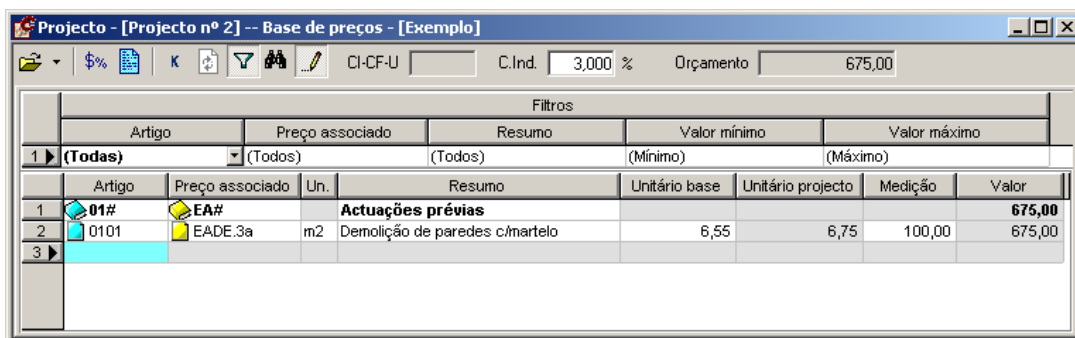 Projecto - [Projecto nº 2] -- Base de preços - [Exemplo]
$% K CI-CF-U C.Ind. 3,000 % Orçamento 675,00
Filtros
Artigo Preço associado Resumo Valor mínimo Valor máximo
1 (Todas) (Todos) (Todos) (Mínimo) (Máximo)
Artigo Preço associado Un. Resumo Unitário base Unitário projecto Medição Valor
1 01# EA# Actuações prévias 675,00
2 0101 EADE.3a m2 Demolição de paredes c/martelo 6,55 6,75 100,00 675,00
3